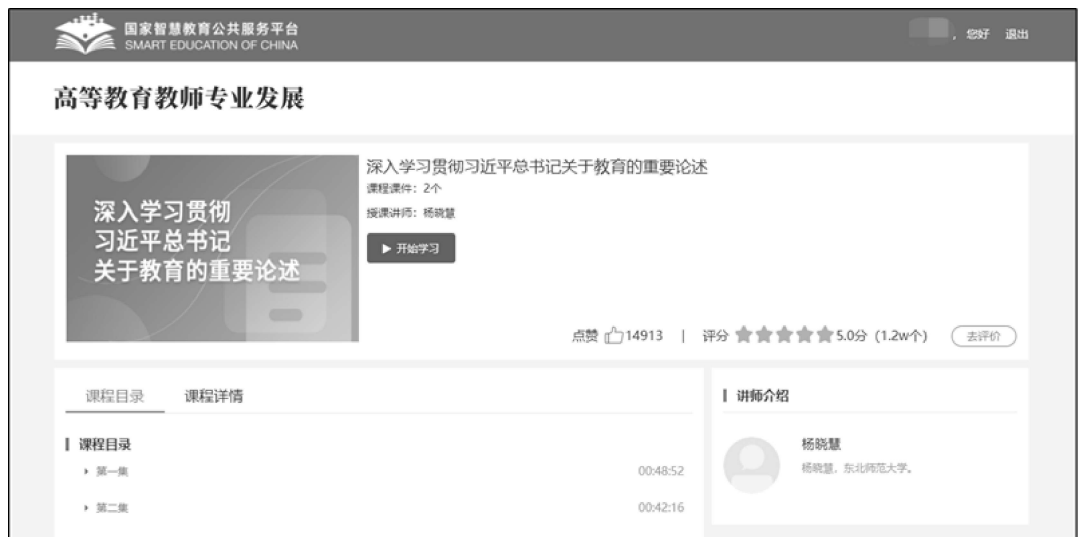 国家智慧教育公共服务平台
SMART EDUCATION OF CHINA
，您好 退出
高等教育教师专业发展
深入学习贯彻
习近平总书记
关于教育的重要论述
深入学习贯彻习近平总书记关于教育的重要论述
课程课件：2个
授课讲师：杨晓慧
开始学习
点赞 14913 | 评分 5.0分（1.2w个） 去评价
课程目录 课程详情
课程目录
第一集 00:48:52
第二集 00:42:16
讲师介绍
杨晓慧
杨晓慧，东北师范大学。